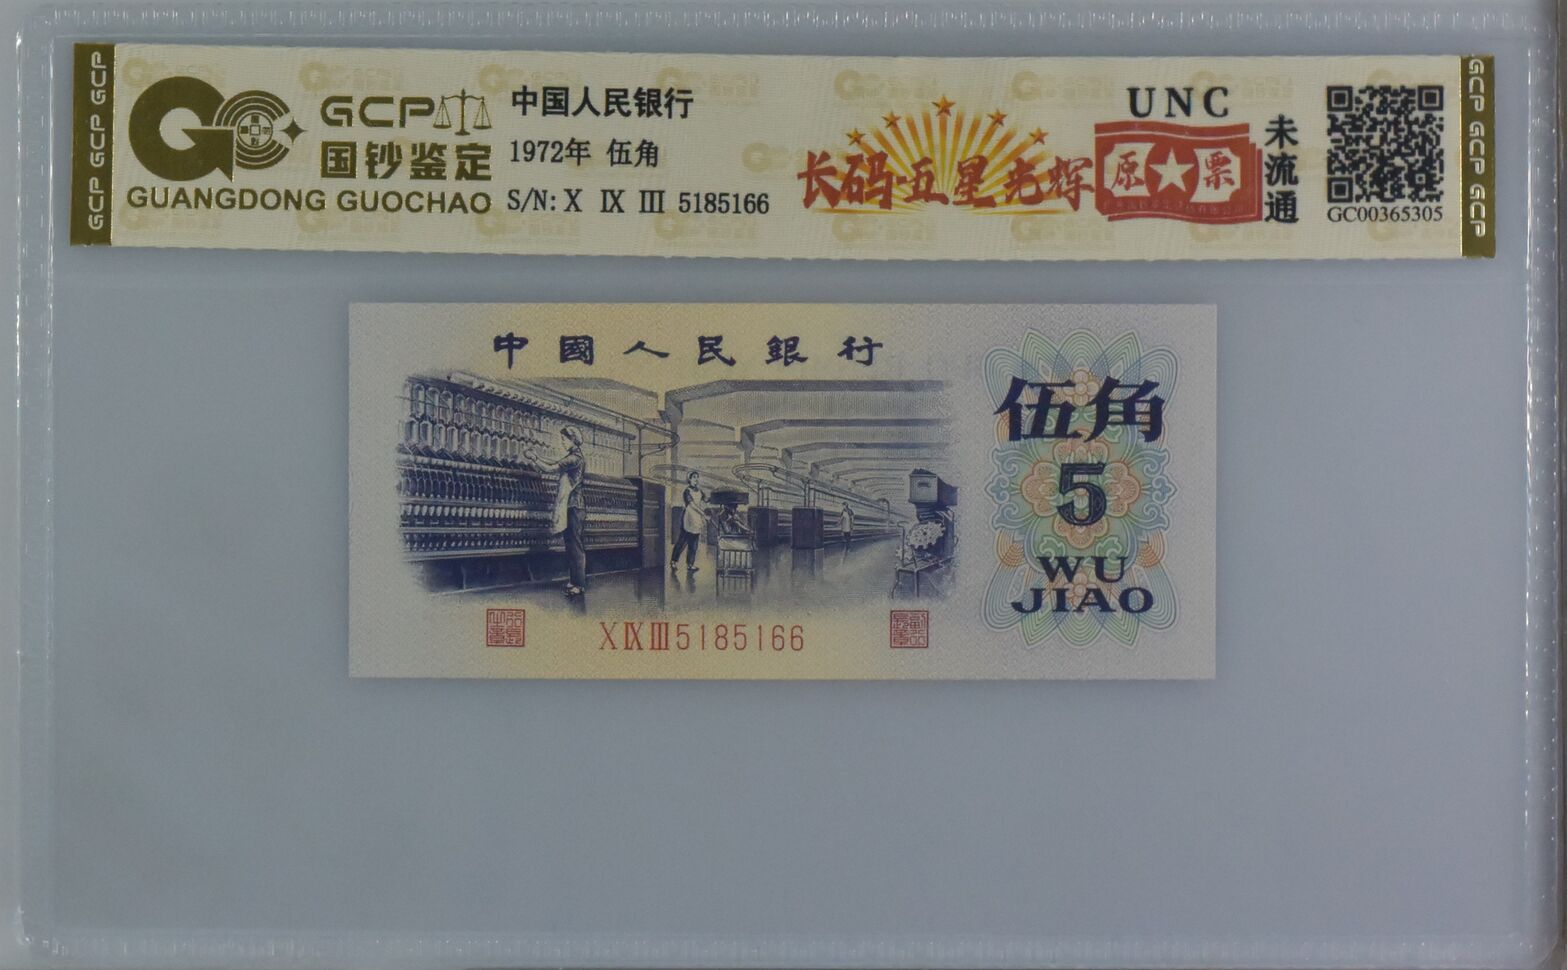 GCP GCP GCP
GCP
国钞鉴定
GUANGDONG GUOCHAO
中国人民银行
1972年 伍角
S/N: X IX III 5185166
长码五星光辉
UNC
原★票
未流通
GC00365305
GCP GCP GCP
中國人民銀行
伍角
5
WU
JIAO
X IX III 5185166